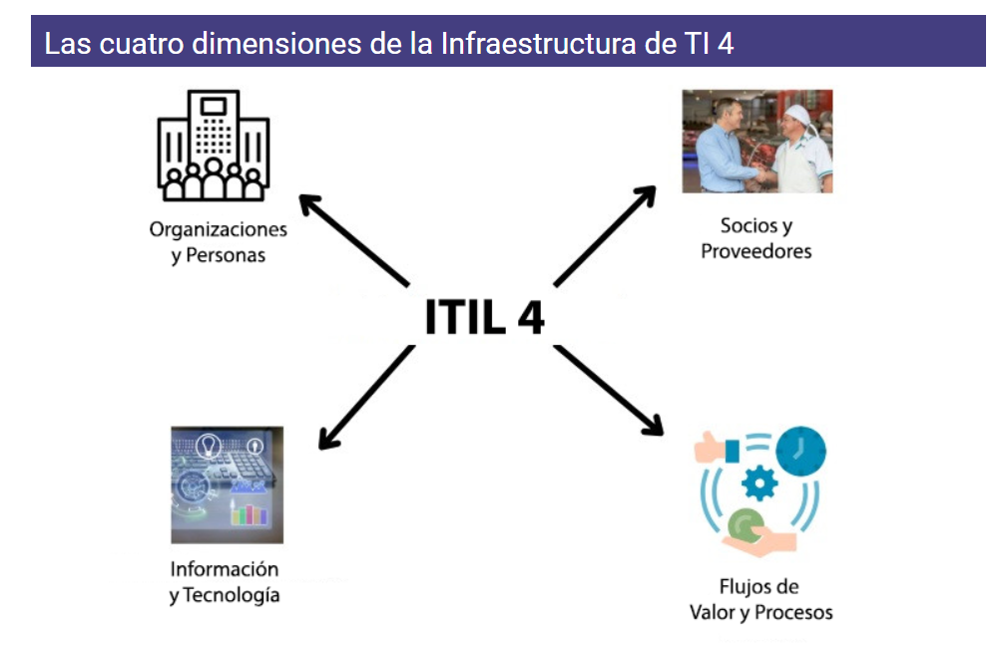 Las cuatro dimensiones de la Infraestructura de TI 4
Organizaciones
y Personas
Socios y
Proveedores
ITIL 4
Información
y Tecnología
Flujos de
Valor y Procesos